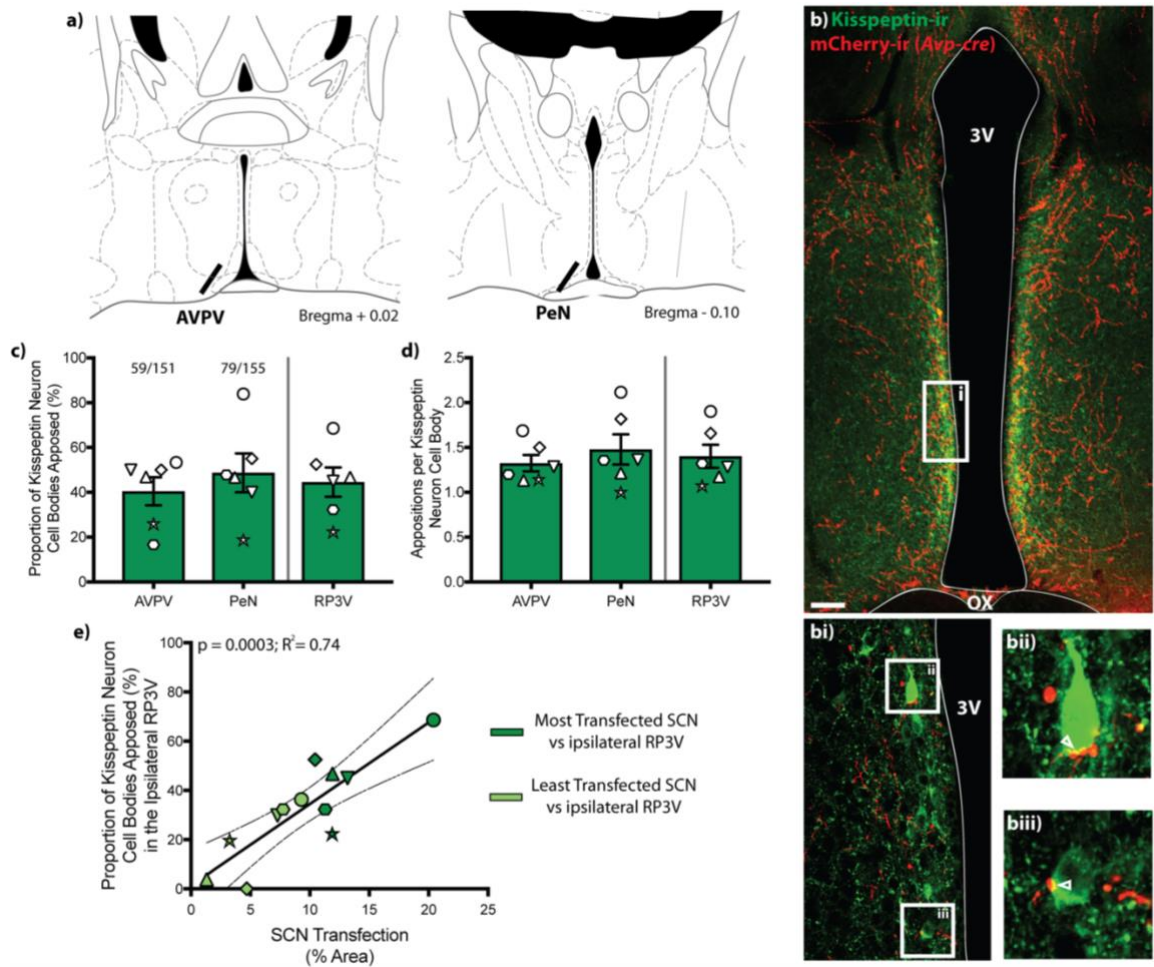 a)
AVPV
Bregma + 0.02
PeN
Bregma - 0.10
b) Kisspeptin-ir
mCherry-ir (Avp-cre)
3V
i
OX
c)
Proportion of Kisspeptin Neuron
Cell Bodies Apposed (%)
100
80
60
40
20
0
59/151
79/155
AVPV
PeN
RP3V
d)
Appositions per Kisspeptin
Neuron Cell Body
2.5
2.0
1.5
1.0
0.5
0.0
AVPV
PeN
RP3V
e)
Proportion of Kisspeptin Neuron
Cell Bodies Apposed (%)
in the Ipsilateral RP3V
100
80
60
40
20
0
p = 0.0003; R²= 0.74
0
5
10
15
20
25
SCN Transfection
(% Area)
Most Transfected SCN
vs ipsilateral RP3V
Least Transfected SCN
vs ipsilateral RP3V
bi)
ii
3V
iii
bii)
biii)